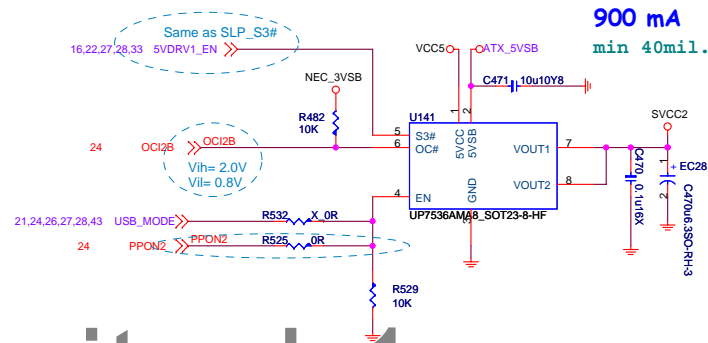 900 mA
min 40mil.
Same as SLP_S3#
16,22,27,28,33 5VDRV1_EN
VCC5
ATX_5VSB
NEC_3VSB
C471 10u10Y8
R482
10K
U141
SVCC2
1
2
5VCC
5VSB
5
S3#
24
OCI2B
OCI2B
6
OC#
VOUT1
7
Vih= 2.0V
Vil= 0.8V
VOUT2
8
C470
0.1u16X
1
+
EC28
2
C470u6.3SO-RH-3
4
EN
GND
3
UP7536AMA8_SOT23-8-HF
21,24,26,27,28,43 USB_MODE
R532
X_0R
24
PPON2
PPON2
R525
0R
R529
10K